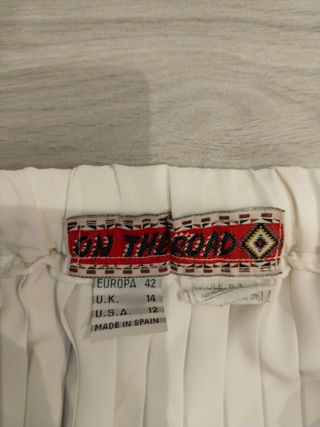 ON THE ROAD
EUROPA 42
U.K. 14
U.S.A. 12
MADE IN SPAIN